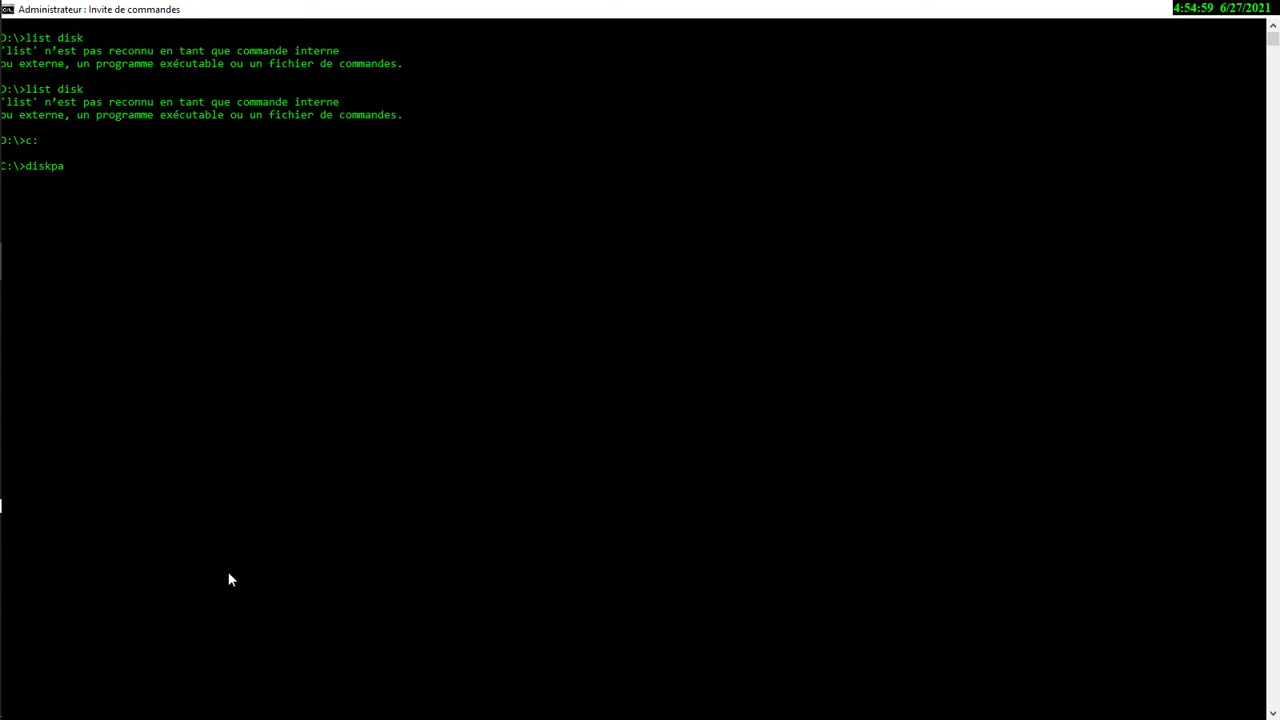 Administrateur : Invite de commandes
4:54:59 6/27/2021
D:\>list disk
'list' n'est pas reconnu en tant que commande interne
ou externe, un programme exécutable ou un fichier de commandes.
D:\>list disk
'list' n'est pas reconnu en tant que commande interne
ou externe, un programme exécutable ou un fichier de commandes.
D:\>c:
C:\>diskpa